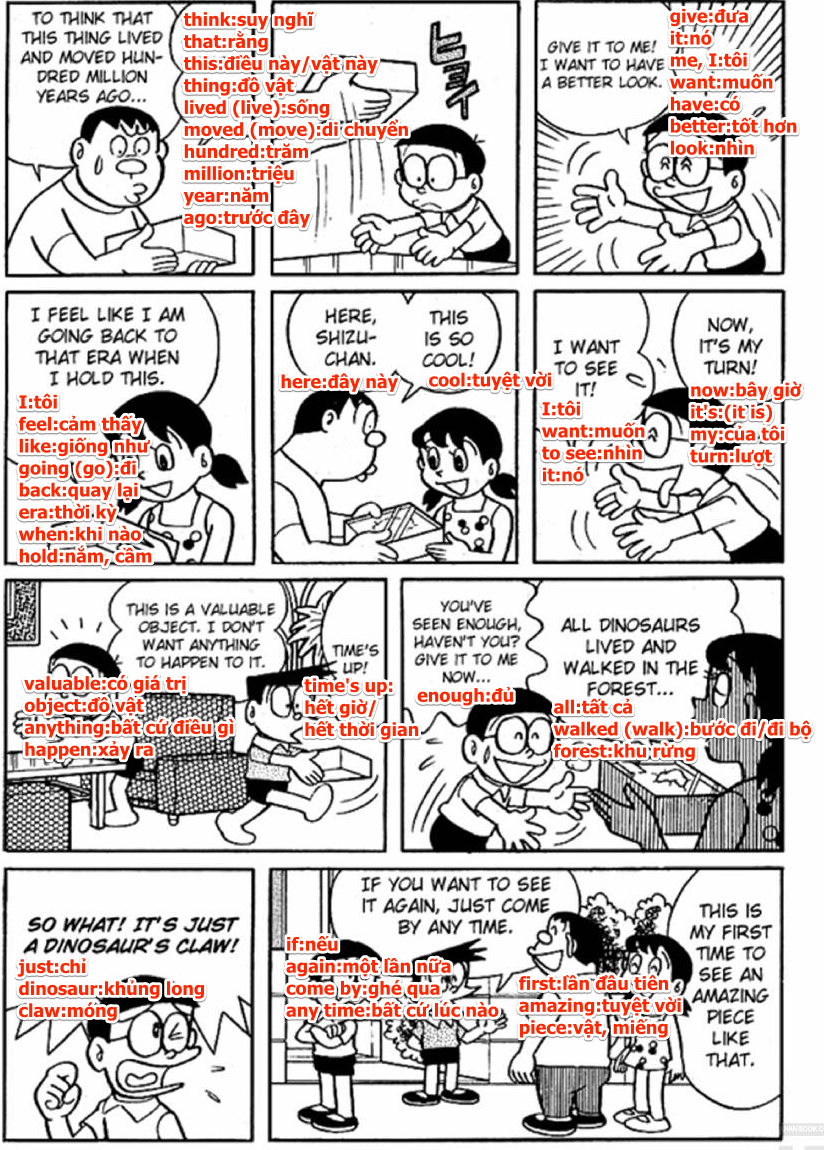 TO THINK THAT
THIS THING LIVED
AND MOVED HUN-
DRED MILLION
YEARS AGO...
think:suy nghĩ
that:rằng
this:điều này/vật này
thing:đồ vật
lived (live):sống
moved (move):di chuyển
hundred:trăm
million:triệu
year:năm
ago:trước đây
GIVE IT TO ME!
I WANT TO HAVE
A BETTER LOOK.
give:đưa
it:nó
me, I:tôi
want:muốn
have:có
better:tốt hơn
look:nhìn
I FEEL LIKE I AM
GOING BACK TO
THAT ERA WHEN
I HOLD THIS.
I:tôi
feel:cảm thấy
like:giống như
going (go):đi
back:quay lại
era:thời kỳ
when:khi nào
hold:nắm, cầm
HERE,
SHIZU-
CHAN.
here:đây này
THIS
IS SO
COOL!
cool:tuyệt vời
I WANT
TO SEE
IT!
I:tôi
want:muốn
to see:nhìn
it:nó
NOW,
IT'S MY
TURN!
now:bây giờ
it's:(it is)
my:của tôi
turn:lượt
THIS IS A VALUABLE
OBJECT. I DON'T
WANT ANYTHING
TO HAPPEN TO IT.
valuable:có giá trị
object:đồ vật
anything:bất cứ điều gì
happen:xảy ra
TIME'S
UP!
time's up:
hết giờ/
hết thời gian
YOU'VE
SEEN ENOUGH,
HAVEN'T YOU?
GIVE IT TO ME
NOW...
enough:đủ
ALL DINOSAURS
LIVED AND
WALKED IN THE
FOREST...
all:tất cả
walked (walk):bước đi/đi bộ
forest:khu rừng
SO WHAT! IT'S JUST
A DINOSAUR'S CLAW!
just:chỉ
dinosaur:khủng long
claw:móng
IF YOU WANT TO SEE
IT AGAIN, JUST COME
BY ANY TIME.
if:nếu
again:một lần nữa
come by:ghé qua
any time:bất cứ lúc nào
THIS IS
MY FIRST
TIME TO
SEE AN
AMAZING
PIECE
LIKE
THAT.
first:lần đầu tiên
amazing:tuyệt vời
piece:vật, miếng